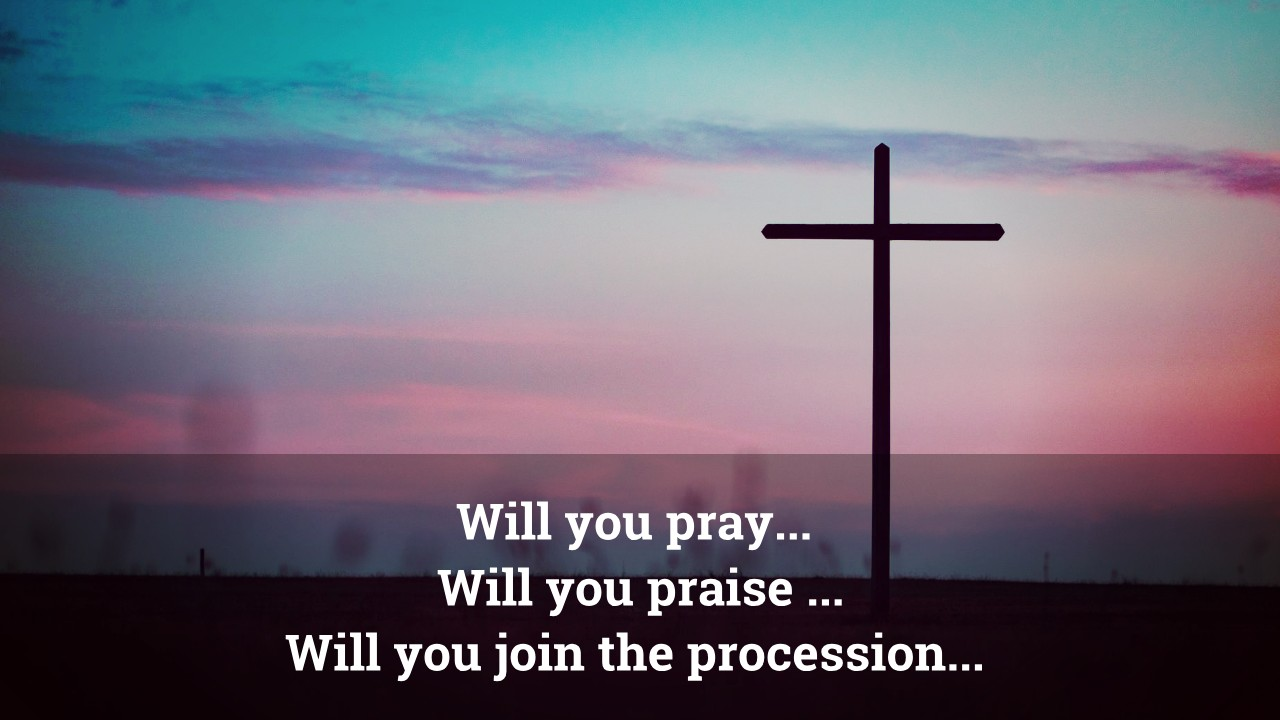 Will you pray...
Will you praise ...
Will you join the procession...